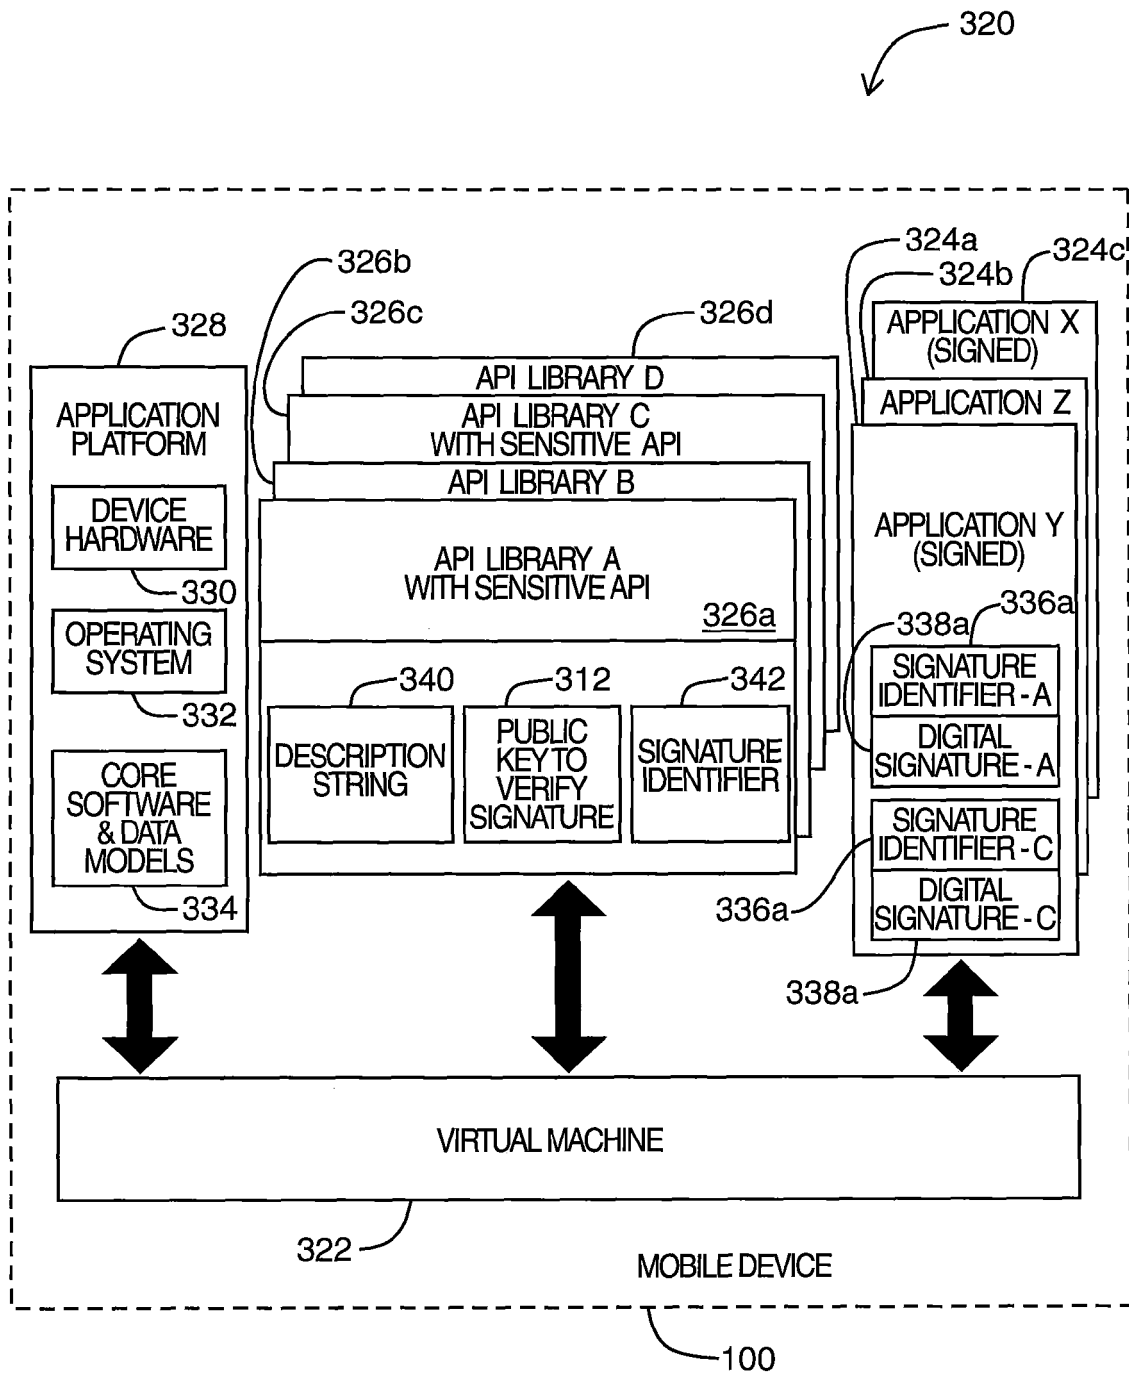 320
324a
324c
324b
326b
326c
328
326d
APPLICATION X
(SIGNED)
APPLICATION Z
APPLICATION Y
(SIGNED)
APPLICATION
PLATFORM
API LIBRARY D
API LIBRARY C
WITH SENSITIVE API
API LIBRARY B
API LIBRARY A
WITH SENSITIVE API
326a
DEVICE
HARDWARE
330
OPERATING
SYSTEM
332
CORE
SOFTWARE
& DATA
MODELS
334
340
312
342
DESCRIPTION
STRING
PUBLIC
KEY TO
VERIFY
SIGNATURE
SIGNATURE
IDENTIFIER
336a
338a
SIGNATURE
IDENTIFIER - A
DIGITAL
SIGNATURE - A
SIGNATURE
IDENTIFIER - C
DIGITAL
SIGNATURE - C
336a
338a
VIRTUAL MACHINE
322
MOBILE DEVICE
100